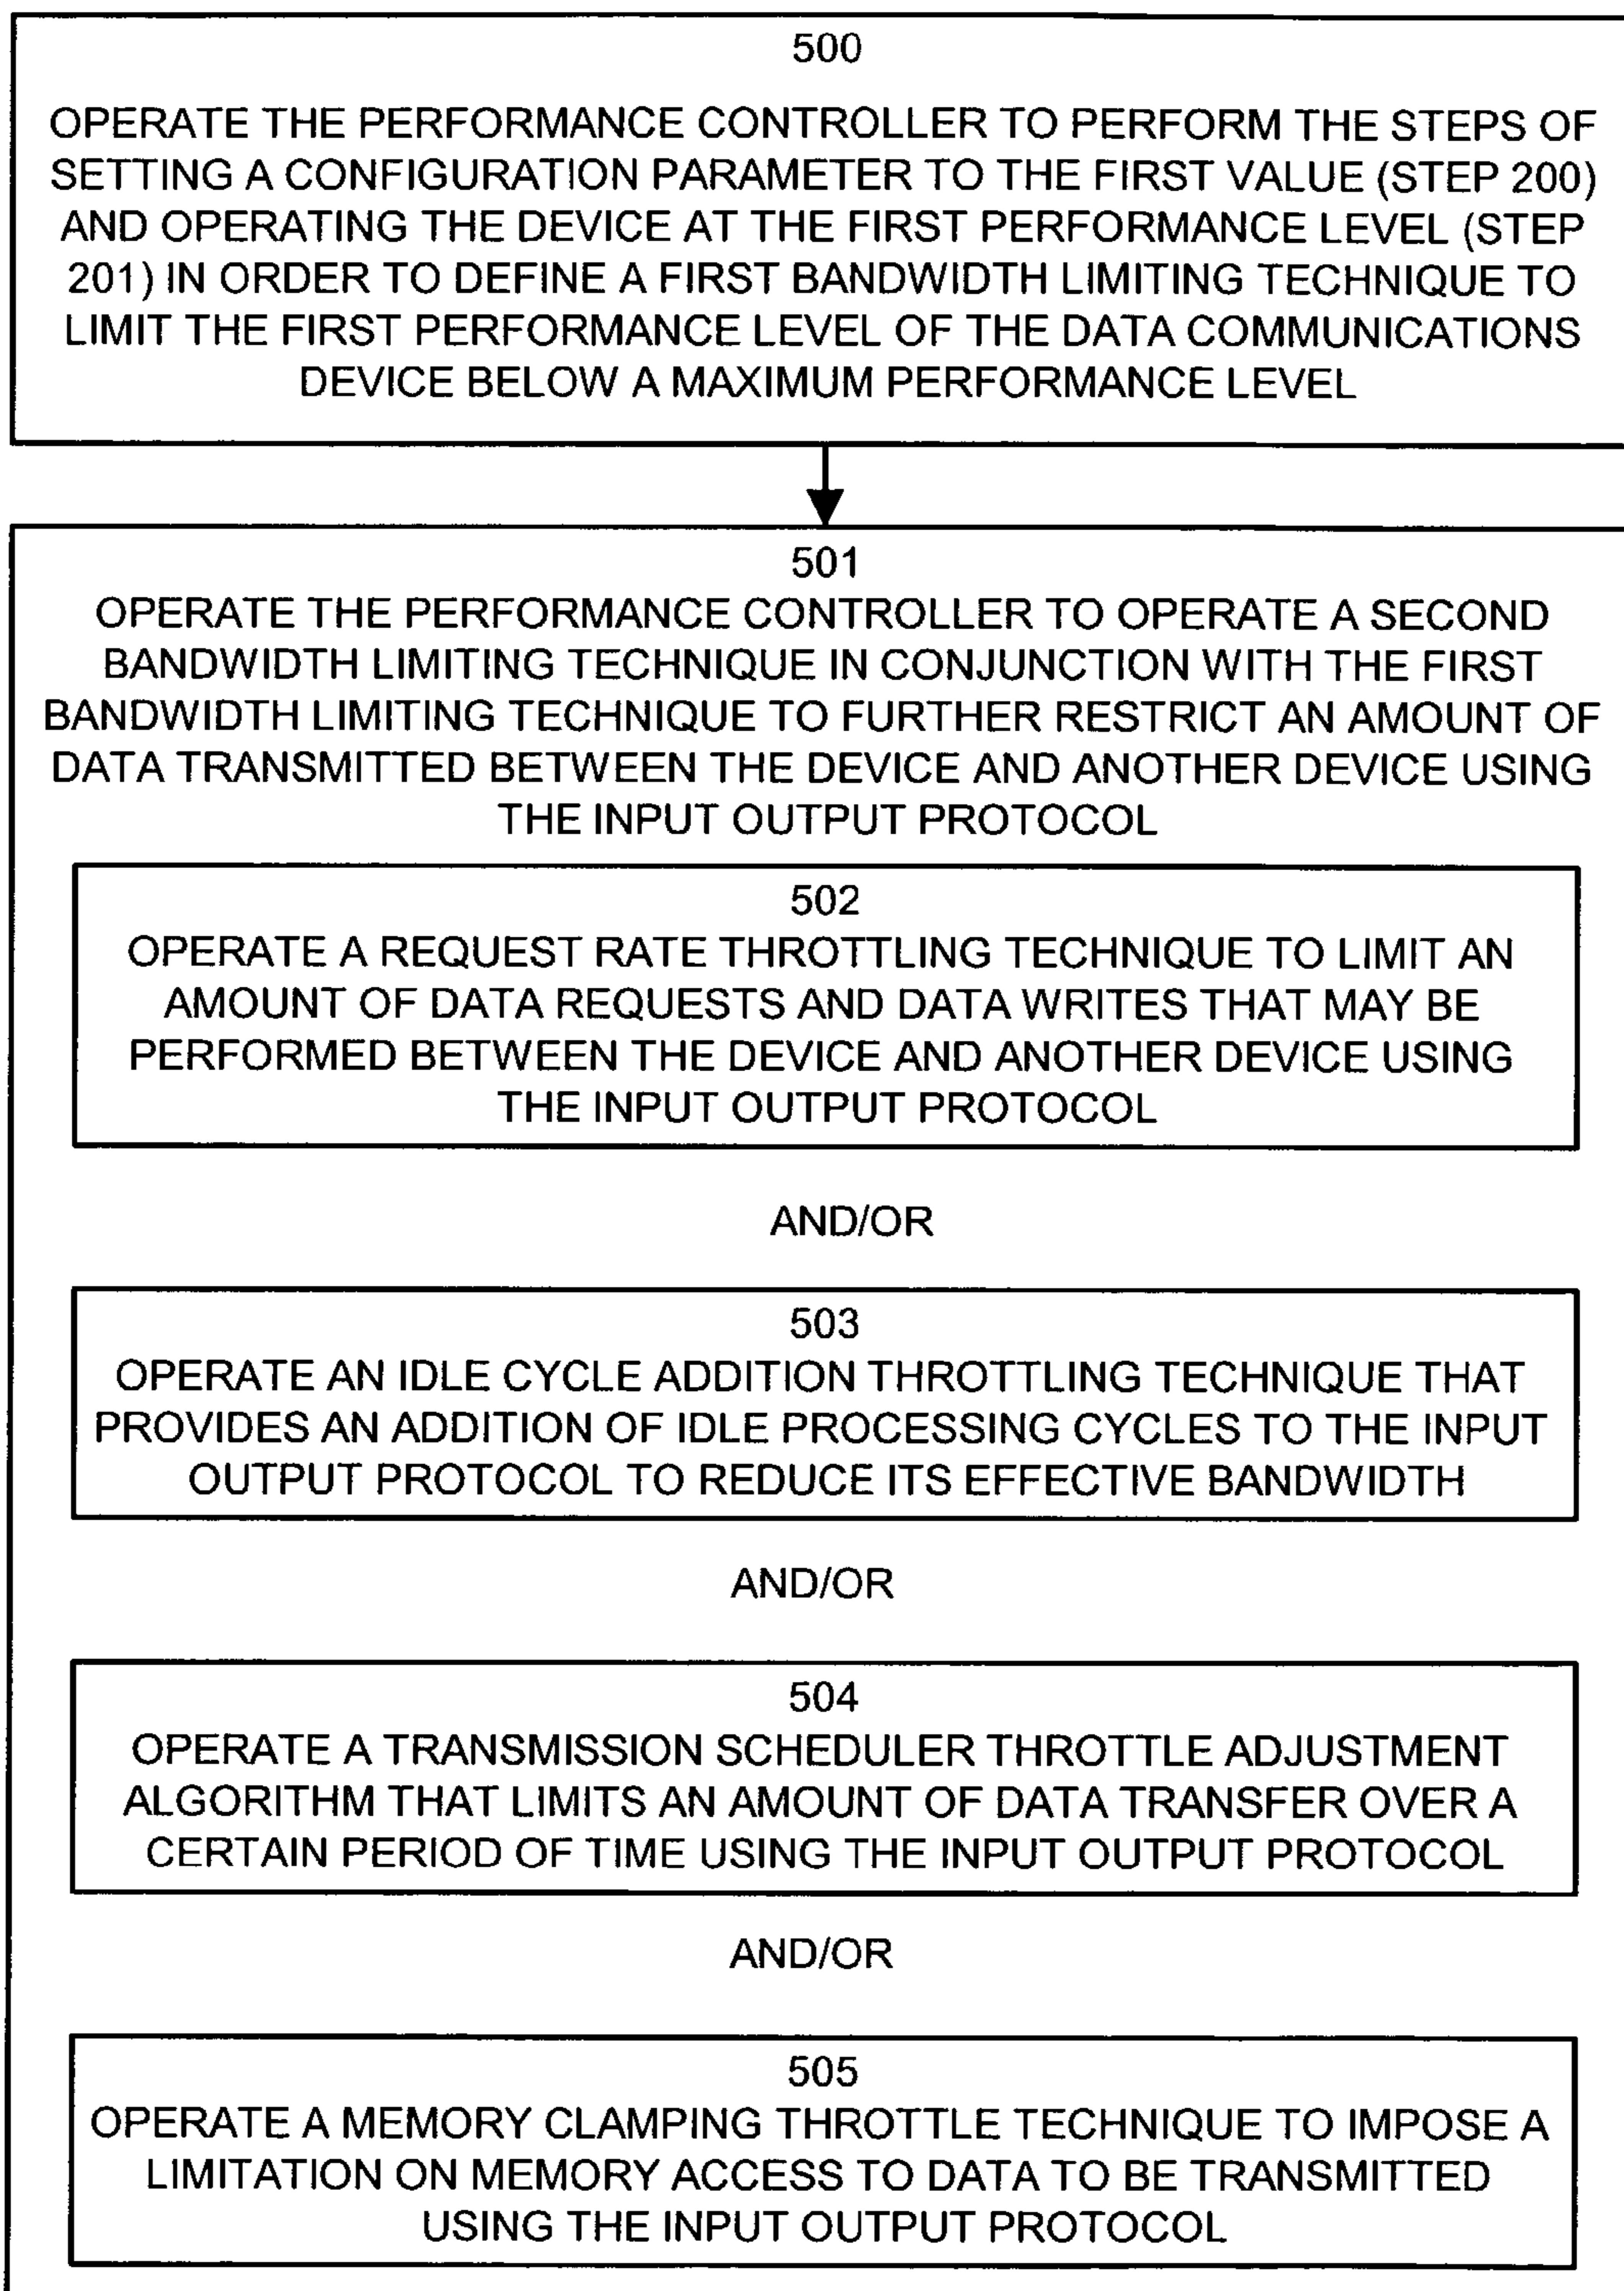 500
OPERATE THE PERFORMANCE CONTROLLER TO PERFORM THE STEPS OF
SETTING A CONFIGURATION PARAMETER TO THE FIRST VALUE (STEP 200)
AND OPERATING THE DEVICE AT THE FIRST PERFORMANCE LEVEL (STEP
201) IN ORDER TO DEFINE A FIRST BANDWIDTH LIMITING TECHNIQUE TO
LIMIT THE FIRST PERFORMANCE LEVEL OF THE DATA COMMUNICATIONS
DEVICE BELOW A MAXIMUM PERFORMANCE LEVEL
501
OPERATE THE PERFORMANCE CONTROLLER TO OPERATE A SECOND
BANDWIDTH LIMITING TECHNIQUE IN CONJUNCTION WITH THE FIRST
BANDWIDTH LIMITING TECHNIQUE TO FURTHER RESTRICT AN AMOUNT OF
DATA TRANSMITTED BETWEEN THE DEVICE AND ANOTHER DEVICE USING
THE INPUT OUTPUT PROTOCOL
502
OPERATE A REQUEST RATE THROTTLING TECHNIQUE TO LIMIT AN
AMOUNT OF DATA REQUESTS AND DATA WRITES THAT MAY BE
PERFORMED BETWEEN THE DEVICE AND ANOTHER DEVICE USING
THE INPUT OUTPUT PROTOCOL
AND/OR
503
OPERATE AN IDLE CYCLE ADDITION THROTTLING TECHNIQUE THAT
PROVIDES AN ADDITION OF IDLE PROCESSING CYCLES TO THE INPUT
OUTPUT PROTOCOL TO REDUCE ITS EFFECTIVE BANDWIDTH
AND/OR
504
OPERATE A TRANSMISSION SCHEDULER THROTTLE ADJUSTMENT
ALGORITHM THAT LIMITS AN AMOUNT OF DATA TRANSFER OVER A
CERTAIN PERIOD OF TIME USING THE INPUT OUTPUT PROTOCOL
AND/OR
505
OPERATE A MEMORY CLAMPING THROTTLE TECHNIQUE TO IMPOSE A
LIMITATION ON MEMORY ACCESS TO DATA TO BE TRANSMITTED
USING THE INPUT OUTPUT PROTOCOL